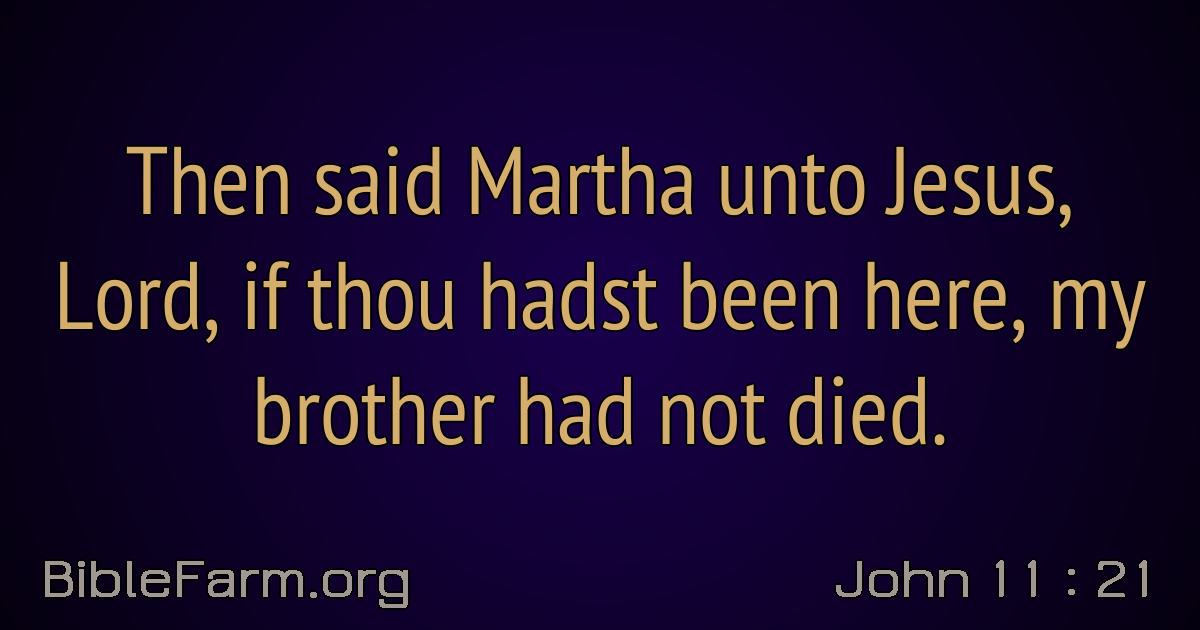 Then said Martha unto Jesus,
Lord, if thou hadst been here, my
brother had not died.
BibleFarm.org
John 11 : 21